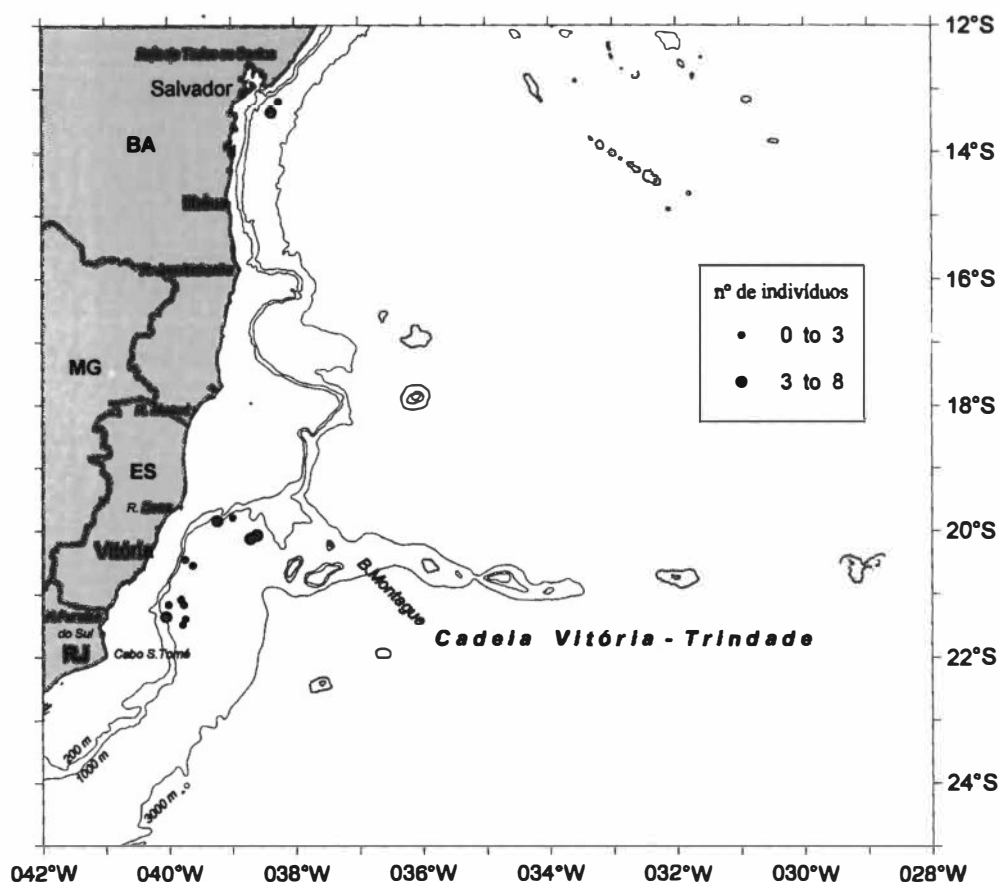 12°S
Salvador
BA
14°S
Ilhéus
16°S
nº de indivíduos
0 to 3
3 to 8
MG
18°S
ES
R. Doce
20°S
Vitória
B. Montague
Cadeia Vitória - Trindade
do Sul
RJ
Cabo S. Tomé
22°S
200 m
1000 m
3000 m
24°S
042°W 040°W 038°W 036°W 034°W 032°W 030°W 028°W